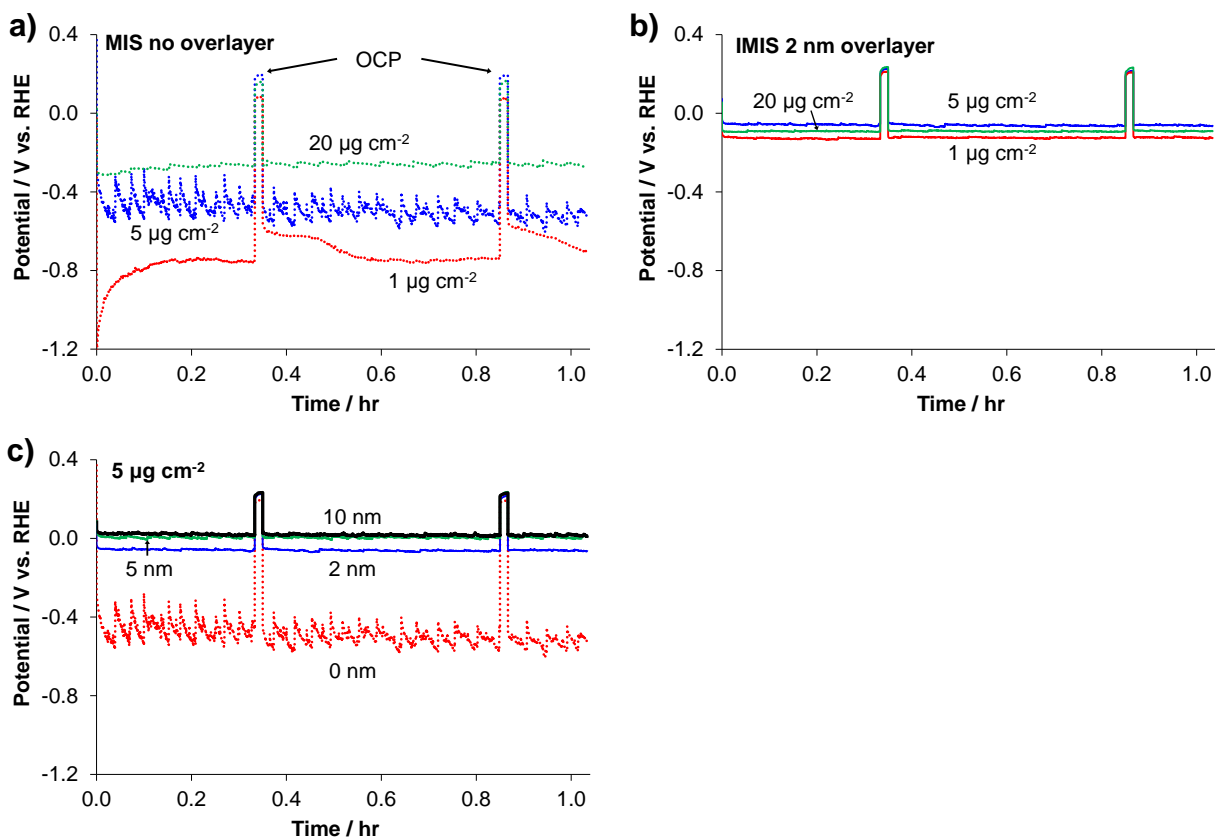 a)
MIS no overlayer
OCP
20 µg cm-2
5 µg cm-2
1 µg cm-2
0.4
0.0
-0.4
-0.8
-1.2
Potential / V vs. RHE
0.0 0.2 0.4 0.6 0.8 1.0
Time / hr
b)
IMIS 2 nm overlayer
20 µg cm-2
5 µg cm-2
1 µg cm-2
0.4
0.0
-0.4
-0.8
-1.2
Potential / V vs. RHE
0.0 0.2 0.4 0.6 0.8 1.0
Time / hr
c)
5 µg cm-2
10 nm
5 nm
2 nm
0 nm
0.4
0.0
-0.4
-0.8
-1.2
Potential / V vs. RHE
0.0 0.2 0.4 0.6 0.8 1.0
Time / hr